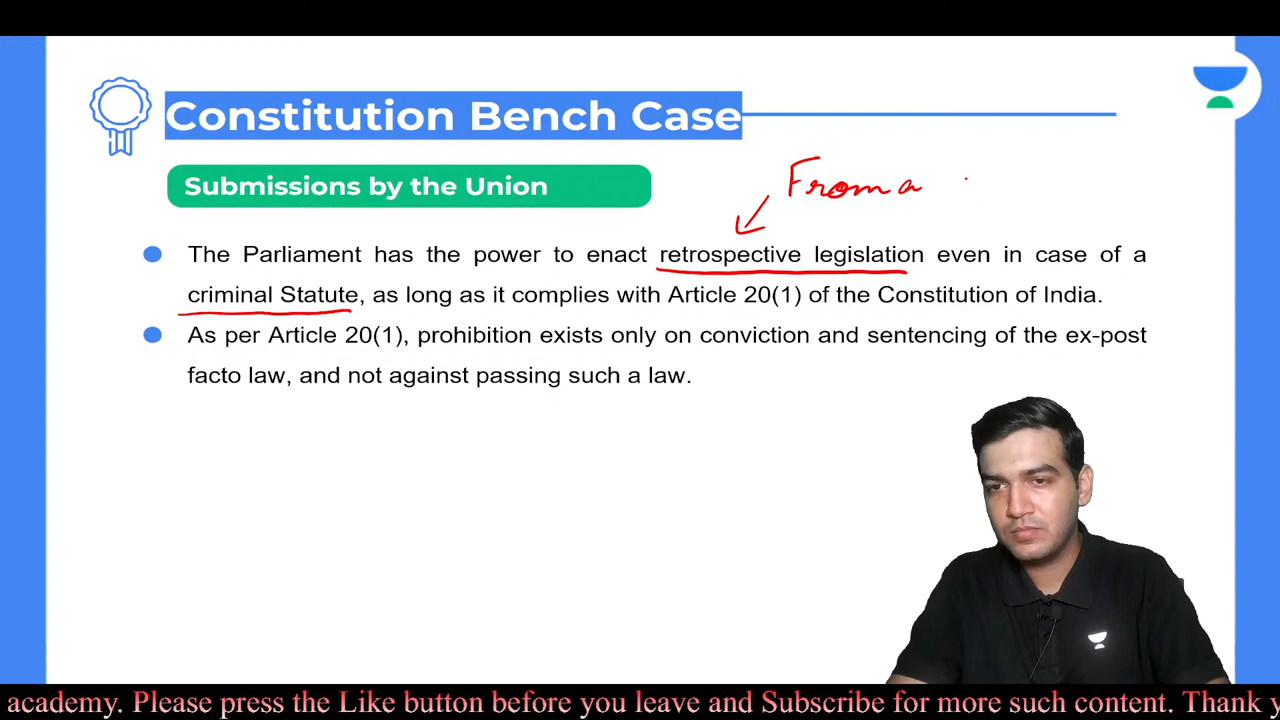 Constitution Bench Case
Submissions by the Union
From a
The Parliament has the power to enact retrospective legislation even in case of a
criminal Statute, as long as it complies with Article 20(1) of the Constitution of India.
As per Article 20(1), prohibition exists only on conviction and sentencing of the ex-post
facto law, and not against passing such a law.
academy. Please press the Like button before you leave and Subscribe for more such content. Thank y